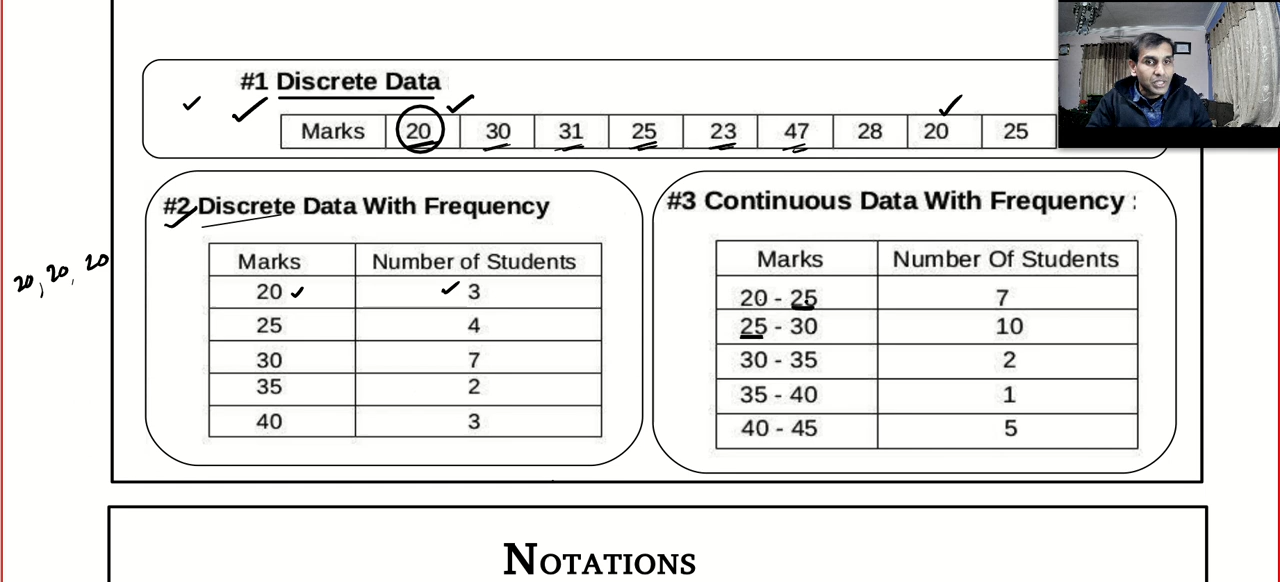 #1 Discrete Data
Marks 20 30 31 25 23 47 28 20 25
#2 Discrete Data With Frequency
Marks Number of Students
20 3
25 4
30 7
35 2
40 3
20, 20, 20
#3 Continuous Data With Frequency :
Marks Number Of Students
20 - 25 7
25 - 30 10
30 - 35 2
35 - 40 1
40 - 45 5
NOTATIONS